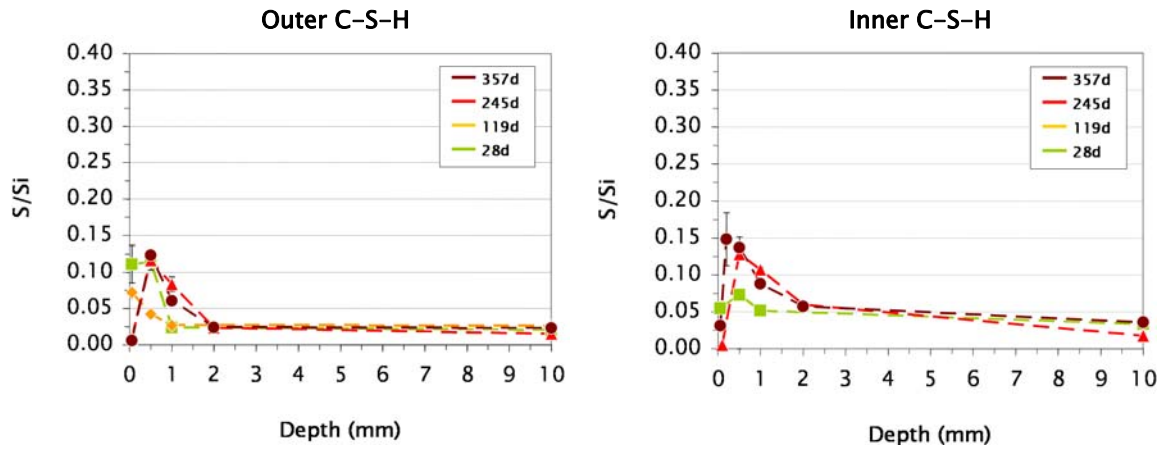 Outer C-S-H
0.40
0.35
0.30
0.25
0.20
0.15
0.10
0.05
0.00
S/Si
357d
245d
119d
28d
0 1 2 3 4 5 6 7 8 9 10
Depth (mm)
Inner C-S-H
0.40
0.35
0.30
0.25
0.20
0.15
0.10
0.05
0.00
S/Si
357d
245d
119d
28d
0 1 2 3 4 5 6 7 8 9 10
Depth (mm)